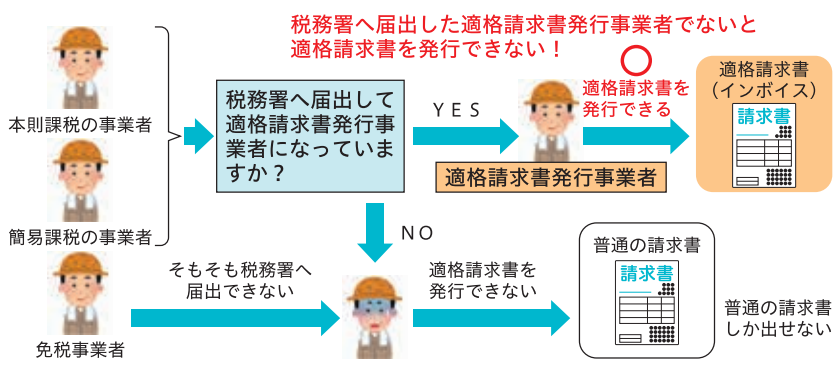 税務署へ届出した適格請求書発行事業者でないと
適格請求書を発行できない！
本則課税の事業者
簡易課税の事業者
免税事業者
税務署へ届出して
適格請求書発行事
業者になっていま
すか？
YES
適格請求書発行事業者
適格請求書を
発行できる
適格請求書
（インボイス）
請求書
NO
そもそも税務署へ
届出できない
適格請求書を
発行できない
普通の請求書
請求書
普通の請求書
しか出せない